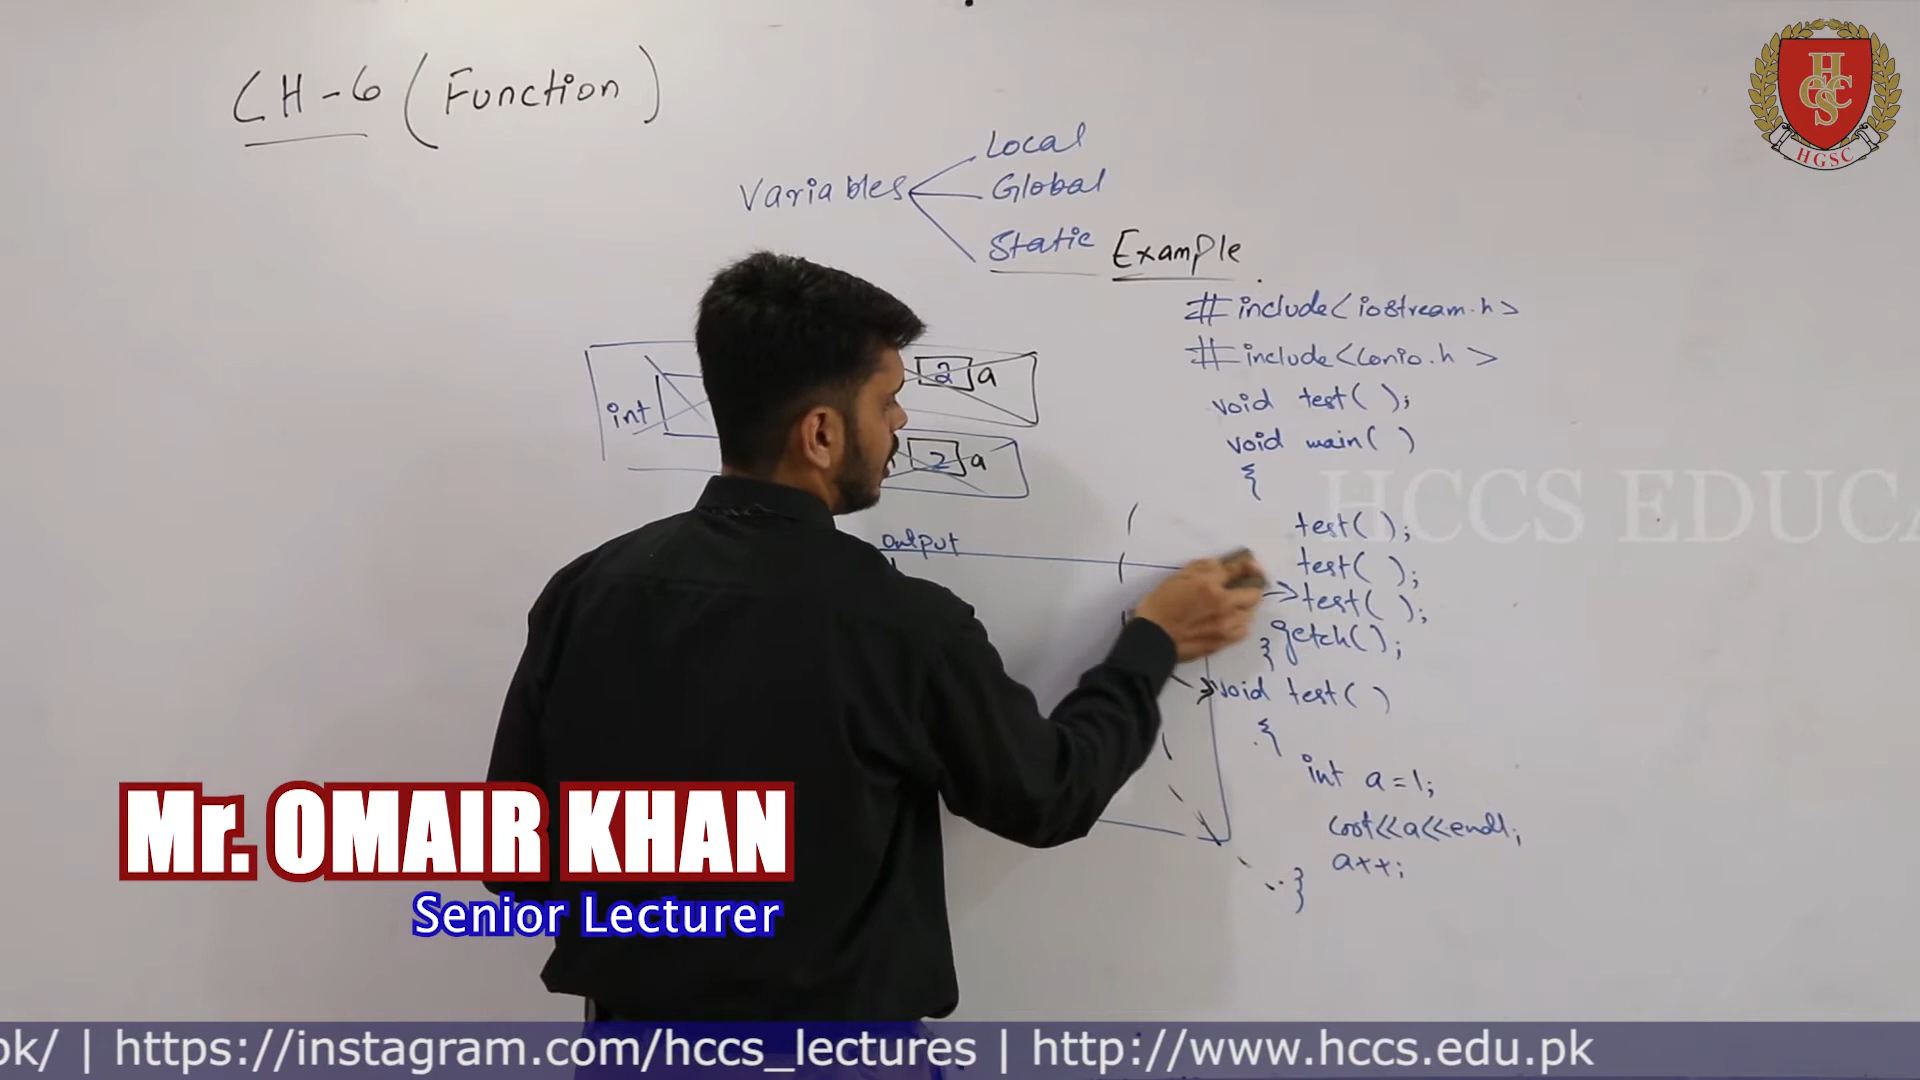 CH-6 (Function)
Variables
Local
Global
Static Example
#include<iostream.h>
#include<conio.h>
void test( );
void main( )
{
test( );
test( );
test( );
getch( );
}
void test( )
{
int a=1;
cout<<a<<endl;
a++;
}
int
2 a
2 a
output
HCCS EDUCA
HCCS
HGSC
Mr. OMAIR KHAN
Senior Lecturer
pk/ | https://instagram.com/hccs_lectures | http://www.hccs.edu.pk